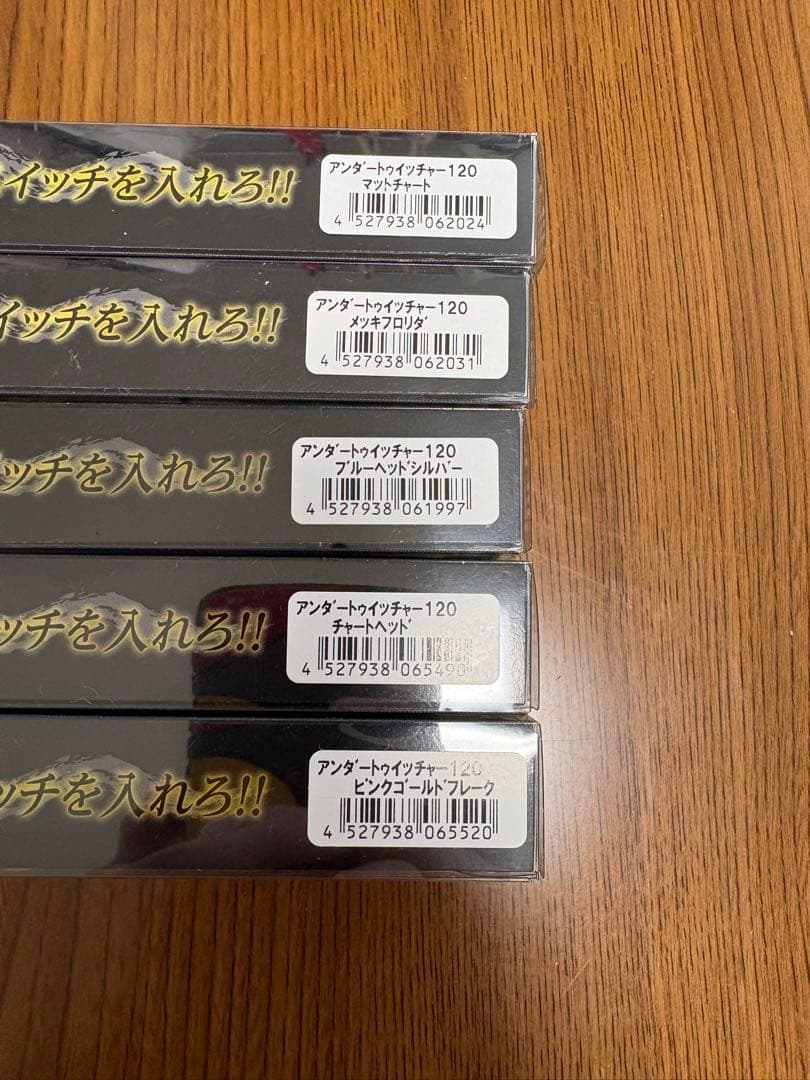 イッチを入れろ!!
アンダートゥイッチャー120
マットチャート
4 527938 062024
イッチを入れろ!!
アンダートゥイッチャー120
メッキフロリダ
4 527938 062031
ッチを入れろ!!
アンダートゥイッチャー120
ブルーヘッドシルバー
4 527938 061997
ッチを入れろ!!
アンダートゥイッチャー120
チャートヘッド
4 527938 065490
ッチを入れろ!!
アンダートゥイッチャー120
ピンクゴールドフレーク
4 527938 065520